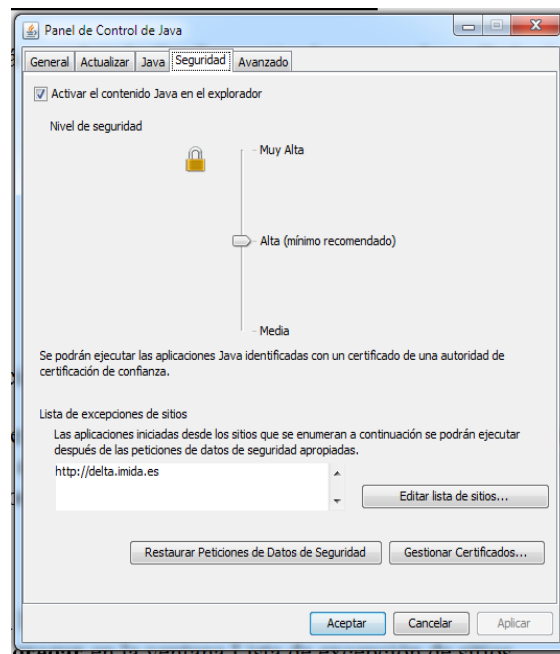 Panel de Control de Java
General Actualizar Java Seguridad Avanzado
Activar el contenido Java en el explorador
Nivel de seguridad
Muy Alta
Alta (mínimo recomendado)
Media
Se podrán ejecutar las aplicaciones Java identificadas con un certificado de una autoridad de
certificación de confianza.
Lista de excepciones de sitios
Las aplicaciones iniciadas desde los sitios que se enumeran a continuación se podrán ejecutar
después de las peticiones de datos de seguridad apropiadas.
http://delta.imida.es
Editar lista de sitios...
Restaurar Peticiones de Datos de Seguridad Gestionar Certificados...
Aceptar Cancelar Aplicar